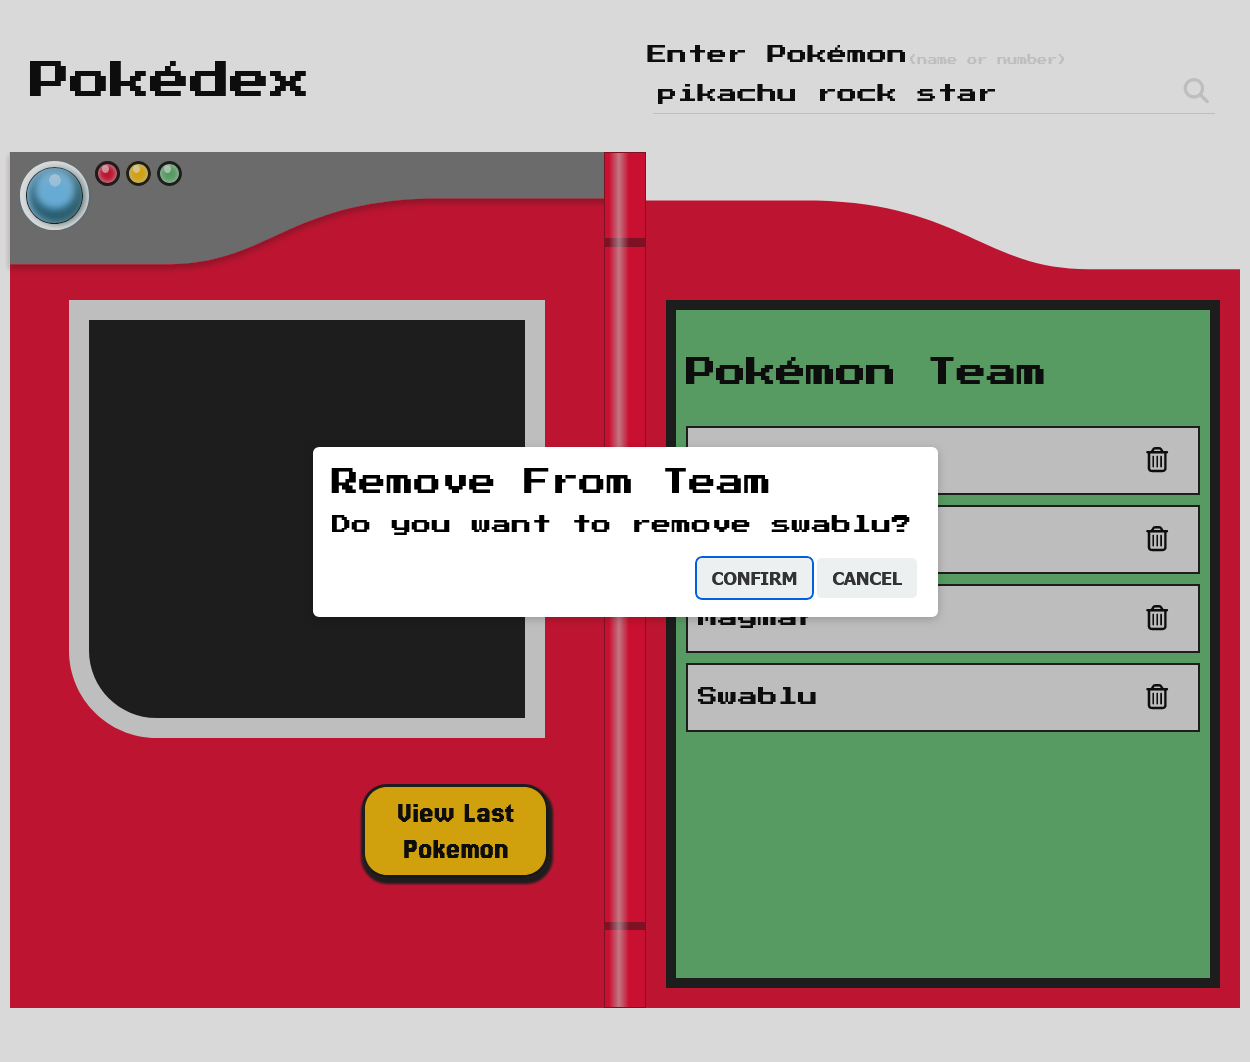 Pokédex
Enter Pokémon(name or number)
pikachu rock star
Pokémon Team
Remove From Team
Do you want to remove swablu?
CONFIRM CANCEL
Magmar
Swablu
View Last
Pokemon